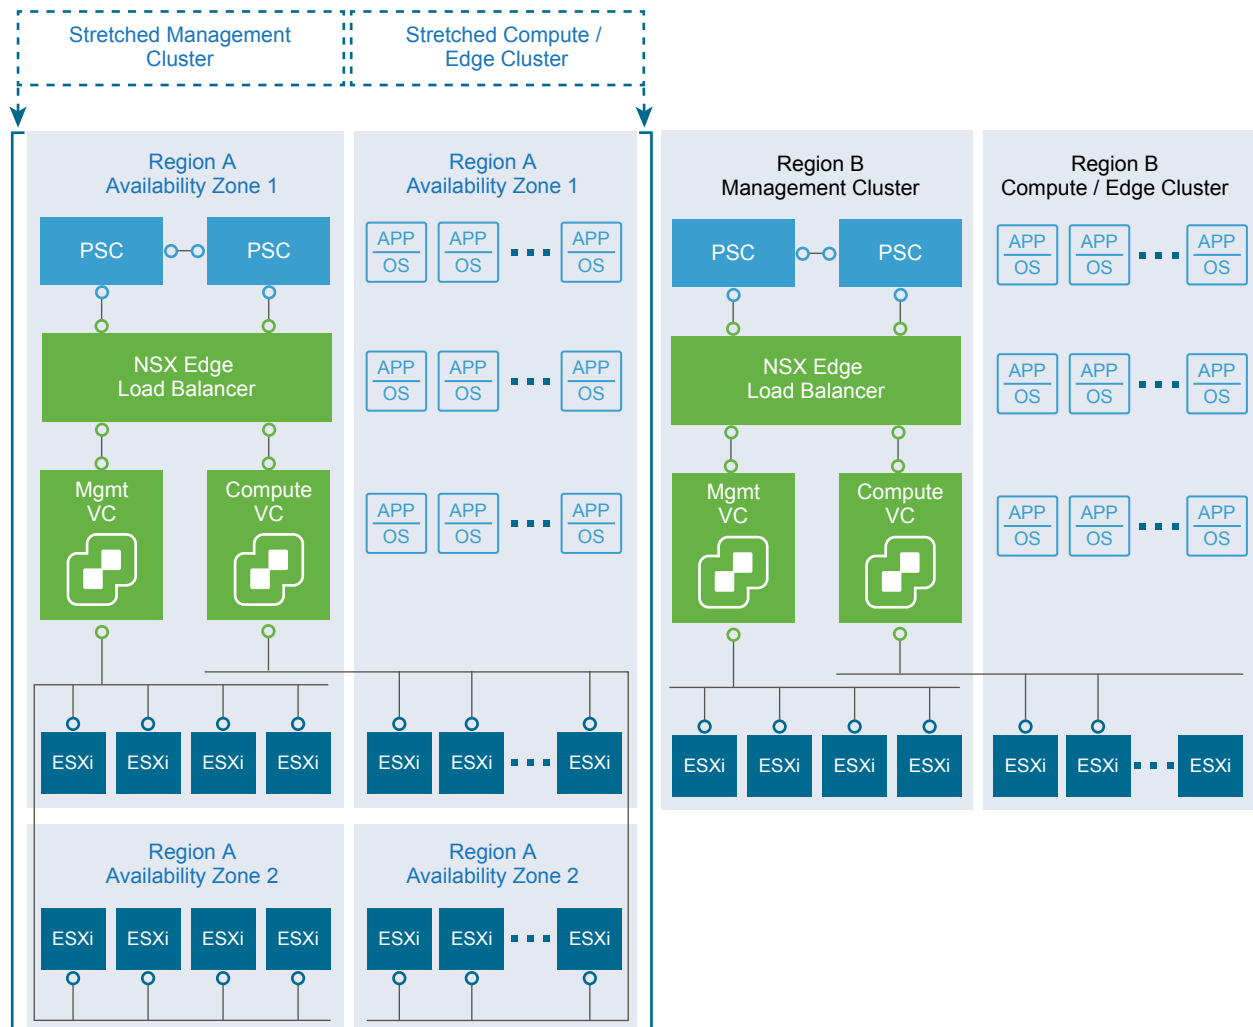 Stretched Management
Cluster
Stretched Compute /
Edge Cluster
Region A
Availability Zone 1
PSC
PSC
NSX Edge
Load Balancer
Mgmt
VC
Compute
VC
ESXi
ESXi
ESXi
ESXi
Region A
Availability Zone 1
APP
OS
APP
OS
APP
OS
APP
OS
APP
OS
APP
OS
APP
OS
APP
OS
APP
OS
ESXi
ESXi
ESXi
Region A
Availability Zone 2
ESXi
ESXi
ESXi
ESXi
Region A
Availability Zone 2
ESXi
ESXi
ESXi
Region B
Management Cluster
PSC
PSC
NSX Edge
Load Balancer
Mgmt
VC
Compute
VC
ESXi
ESXi
ESXi
ESXi
Region B
Compute / Edge Cluster
APP
OS
APP
OS
APP
OS
APP
OS
APP
OS
APP
OS
APP
OS
APP
OS
APP
OS
ESXi
ESXi
ESXi